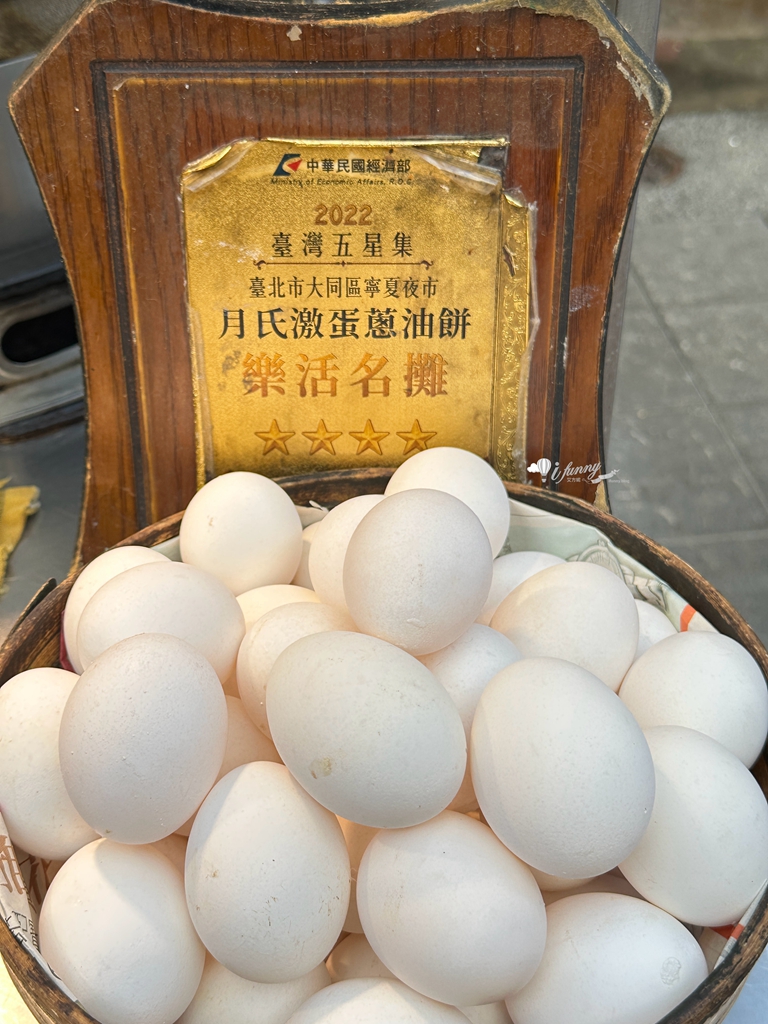 中華民國經濟部
Ministry of Economic Affairs, R.O.C.
2022
臺灣五星集
臺北市大同區寧夏夜市
月氏激蛋蔥油餅
樂活名攤
i funny